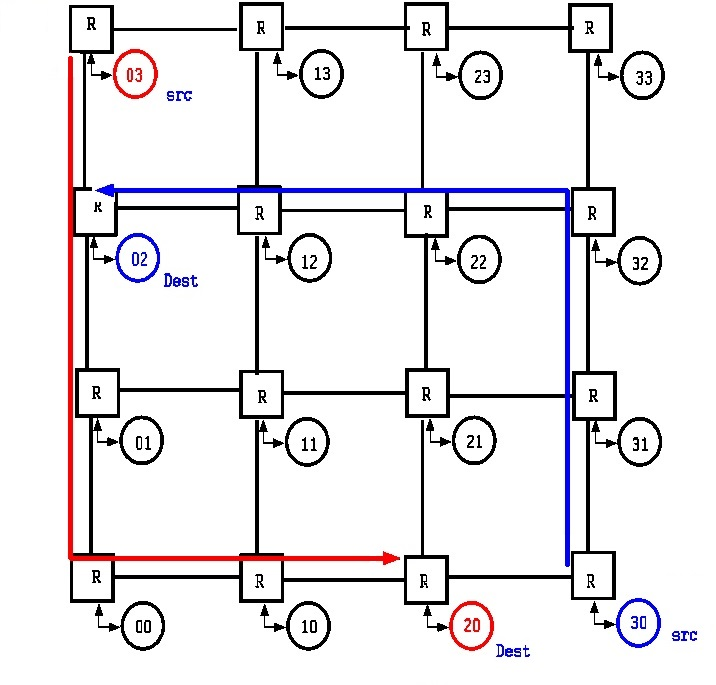 R R R R
03 13 23 33
src
R R R R
02 12 22 32
Dest
R R R R
01 11 21 31
R R R R
00 10 20 30
Dest src